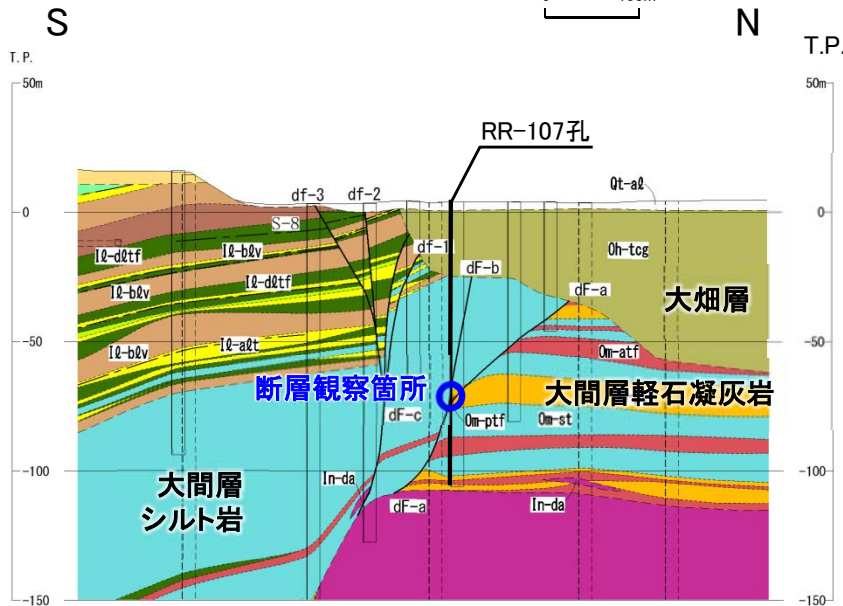 S
N
T.P.
T.P.
50m
50m
RR-107孔
Qt-al
df-3
df-2
0
0
S-8
df-1
Il-dltf
dF-b
Oh-tcg
Il-blv
Il-dltf
dF-a
大畑層
Il-blv
Il-alt
Om-atf
-50
-50
断層観察箇所
大間層軽石凝灰岩
dF-c
Om-ptf
Om-st
-100
-100
大間層
シルト岩
In-da
dF-a
In-da
-150
-150